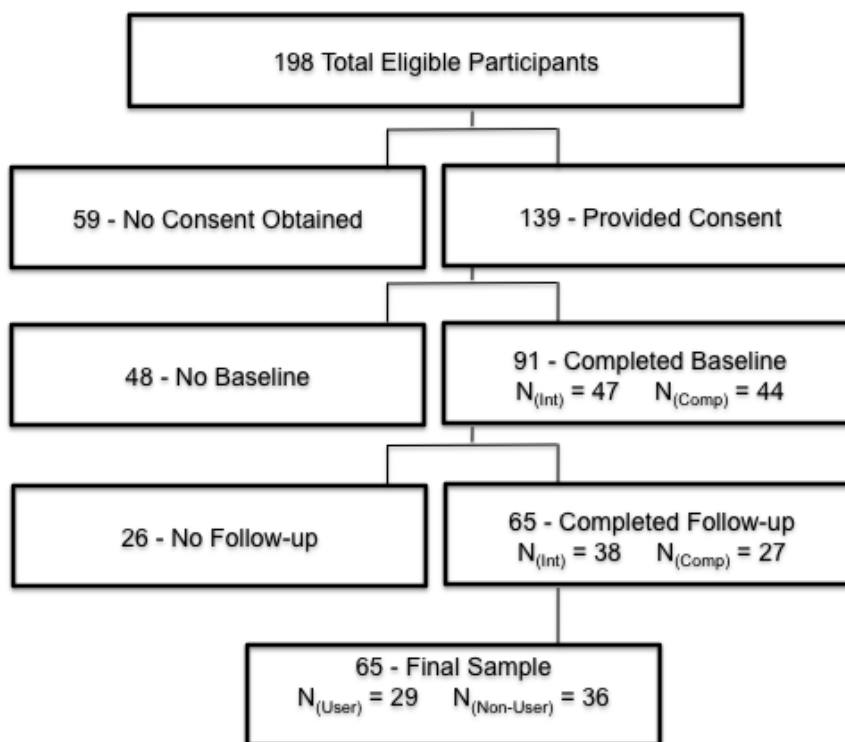 198 Total Eligible Participants
59 - No Consent Obtained
139 - Provided Consent
48 - No Baseline
91 - Completed Baseline
N(Int) = 47 N(Comp) = 44
26 - No Follow-up
65 - Completed Follow-up
N(Int) = 38 N(Comp) = 27
65 - Final Sample
N(User) = 29 N(Non-User) = 36